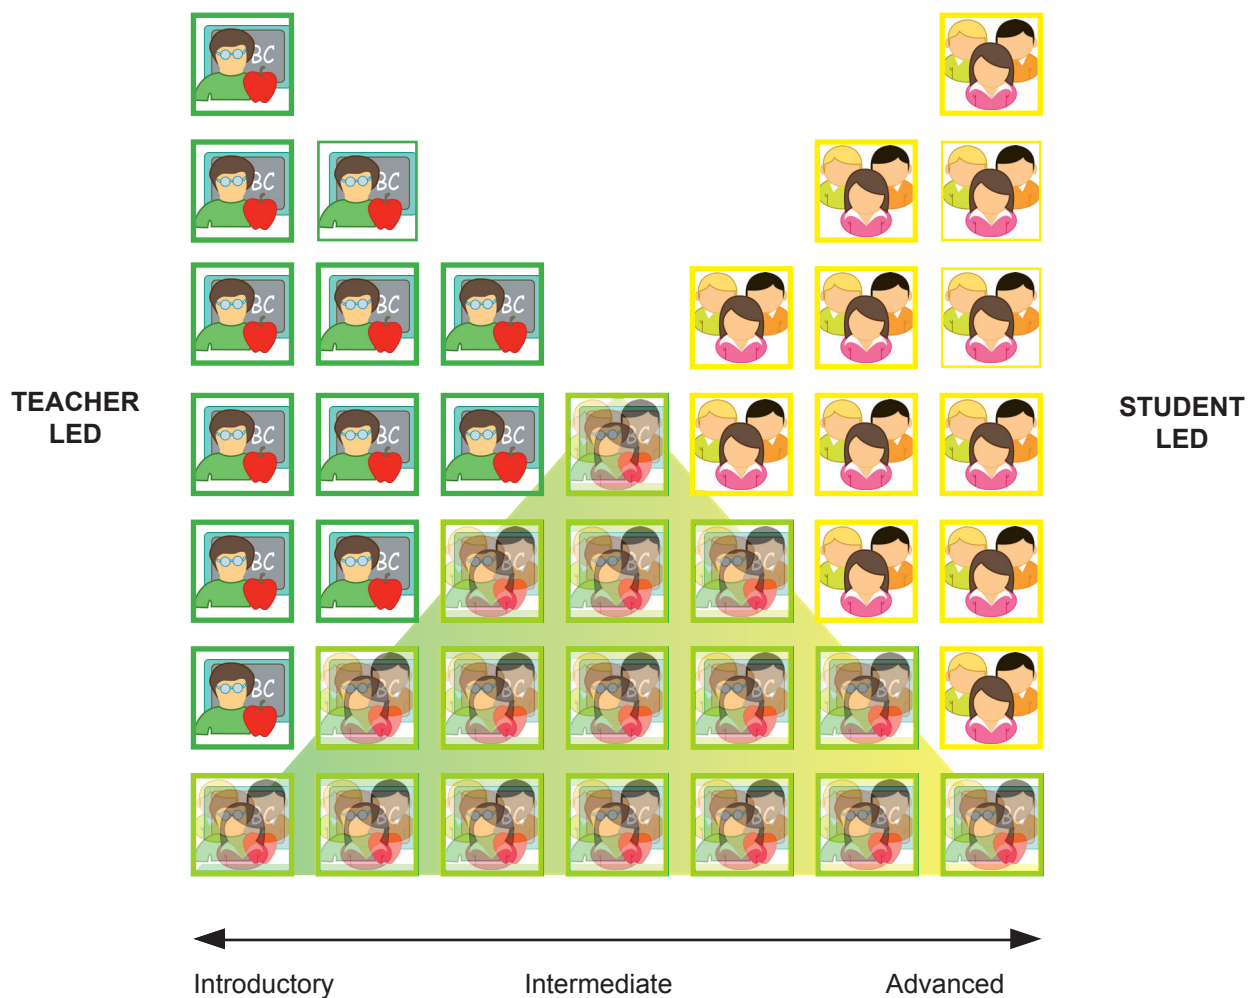 TEACHER
LED
STUDENT
LED
Introductory
Intermediate
Advanced